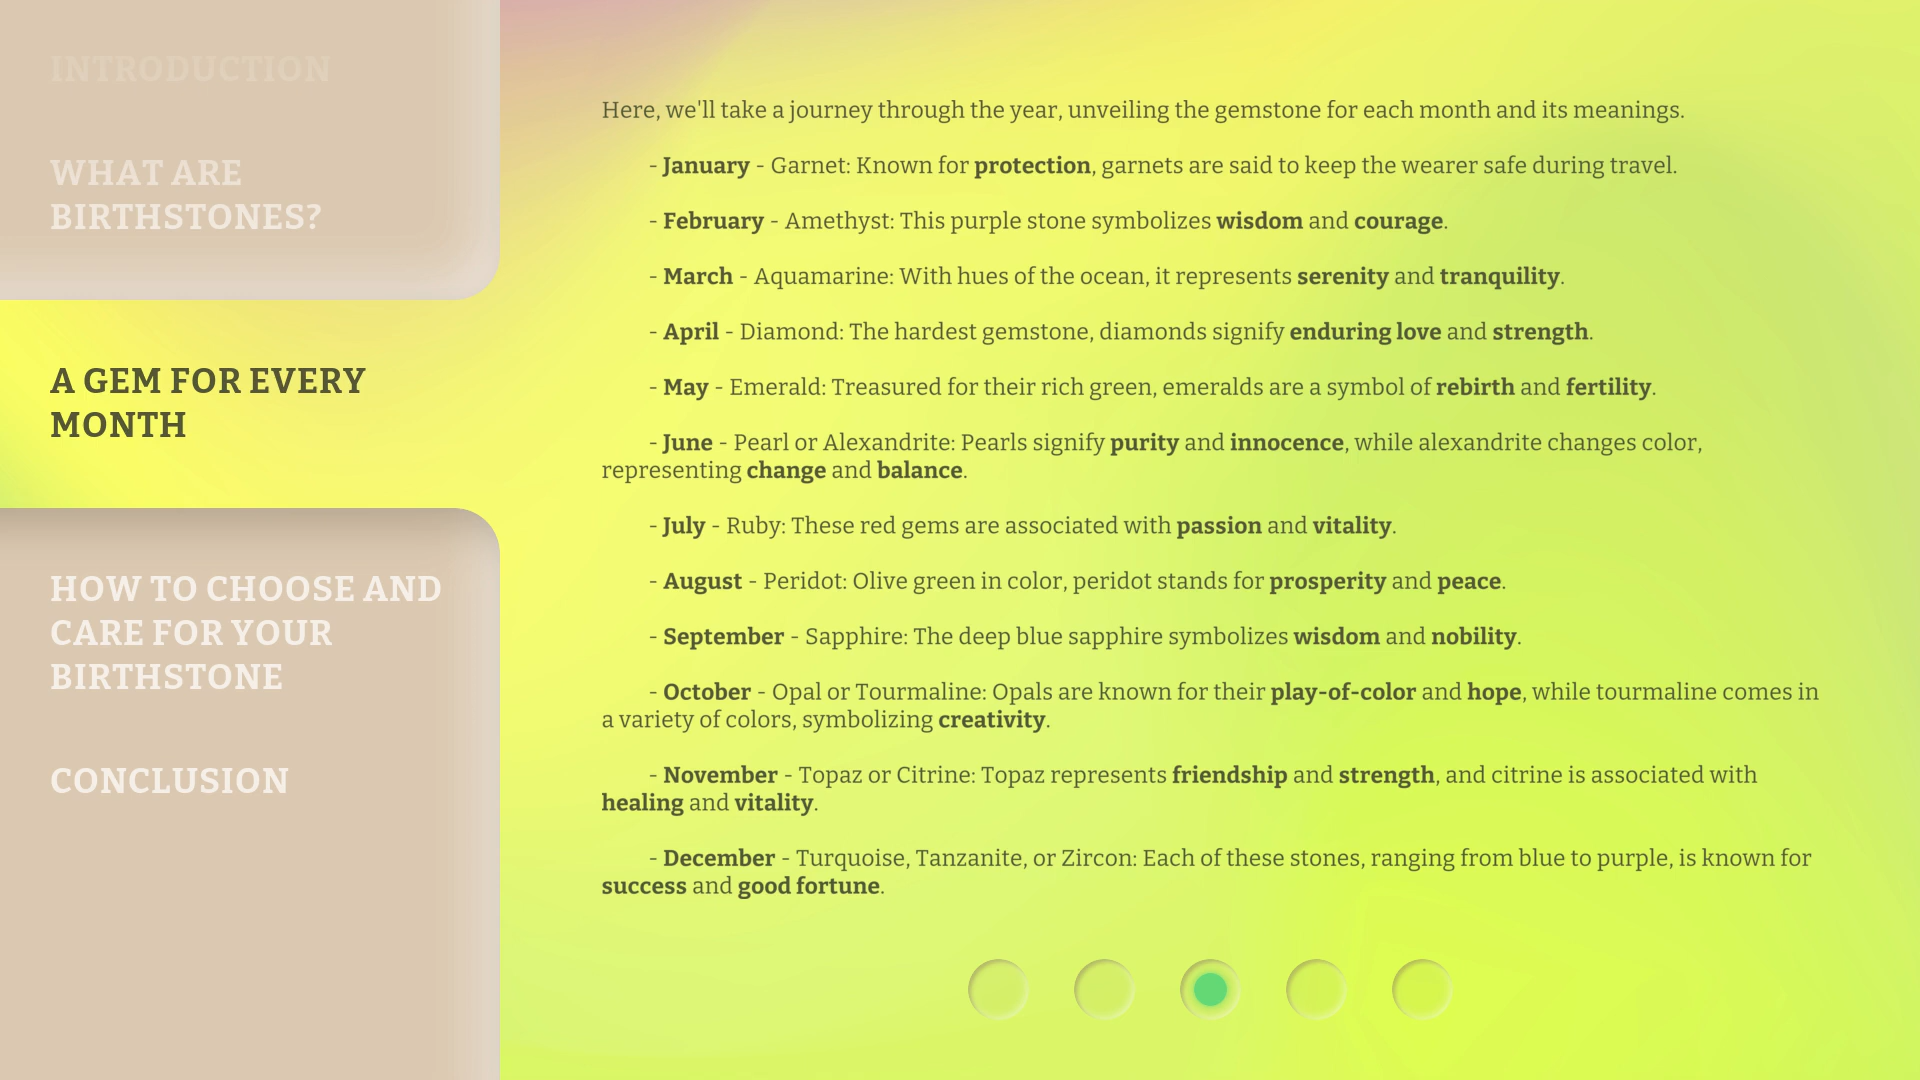 INTRODUCTION
WHAT ARE
BIRTHSTONES?
A GEM FOR EVERY
MONTH
HOW TO CHOOSE AND
CARE FOR YOUR
BIRTHSTONE
CONCLUSION
Here, we'll take a journey through the year, unveiling the gemstone for each month and its meanings.
- January - Garnet: Known for protection, garnets are said to keep the wearer safe during travel.
- February - Amethyst: This purple stone symbolizes wisdom and courage.
- March - Aquamarine: With hues of the ocean, it represents serenity and tranquility.
- April - Diamond: The hardest gemstone, diamonds signify enduring love and strength.
- May - Emerald: Treasured for their rich green, emeralds are a symbol of rebirth and fertility.
- June - Pearl or Alexandrite: Pearls signify purity and innocence, while alexandrite changes color,
representing change and balance.
- July - Ruby: These red gems are associated with passion and vitality.
- August - Peridot: Olive green in color, peridot stands for prosperity and peace.
- September - Sapphire: The deep blue sapphire symbolizes wisdom and nobility.
- October - Opal or Tourmaline: Opals are known for their play-of-color and hope, while tourmaline comes in
a variety of colors, symbolizing creativity.
- November - Topaz or Citrine: Topaz represents friendship and strength, and citrine is associated with
healing and vitality.
- December - Turquoise, Tanzanite, or Zircon: Each of these stones, ranging from blue to purple, is known for
success and good fortune.